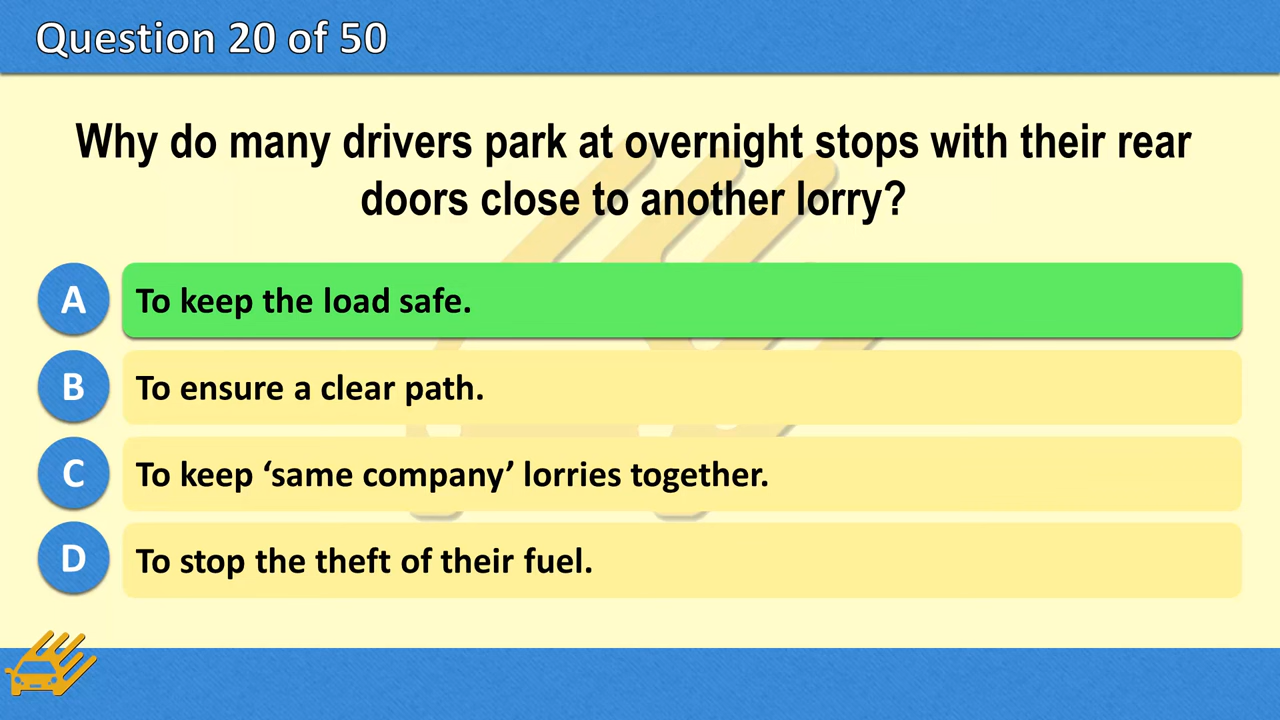 Question 20 of 50
Why do many drivers park at overnight stops with their rear
doors close to another lorry?
A
To keep the load safe.
B
To ensure a clear path.
C
To keep ‘same company’ lorries together.
D
To stop the theft of their fuel.